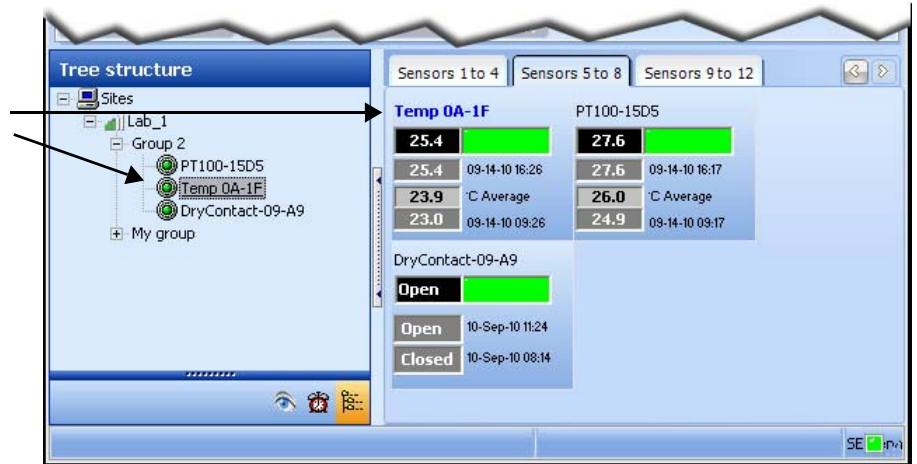 Tree structure
Sites
Lab_1
Group 2
PT100-15D5
Temp 0A-1F
DryContact-09-A9
My group
Sensors 1 to 4 Sensors 5 to 8 Sensors 9 to 12
Temp 0A-1F PT100-15D5
25.4 27.6
25.4 09-14-10 16:26 27.6 09-14-10 16:17
23.9 °C Average 26.0 °C Average
23.0 09-14-10 09:26 24.9 09-14-10 09:17
DryContact-09-A9
Open
Open 10-Sep-10 11:24
Closed 10-Sep-10 08:14
SE